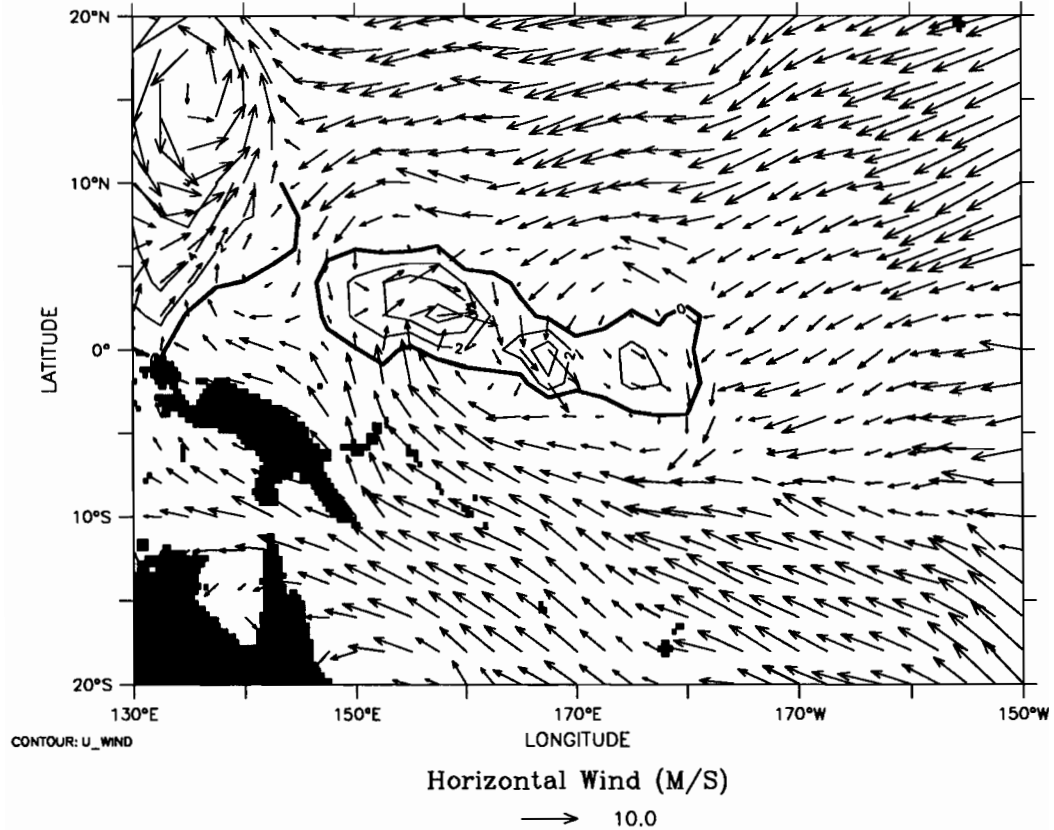 20°N
10°N
0°
10°S
20°S
LATITUDE
0
2
2
130°E 150°E 170°E 170°W 150°W
LONGITUDE
CONTOUR: U_WIND
Horizontal Wind (M/S)
10.0